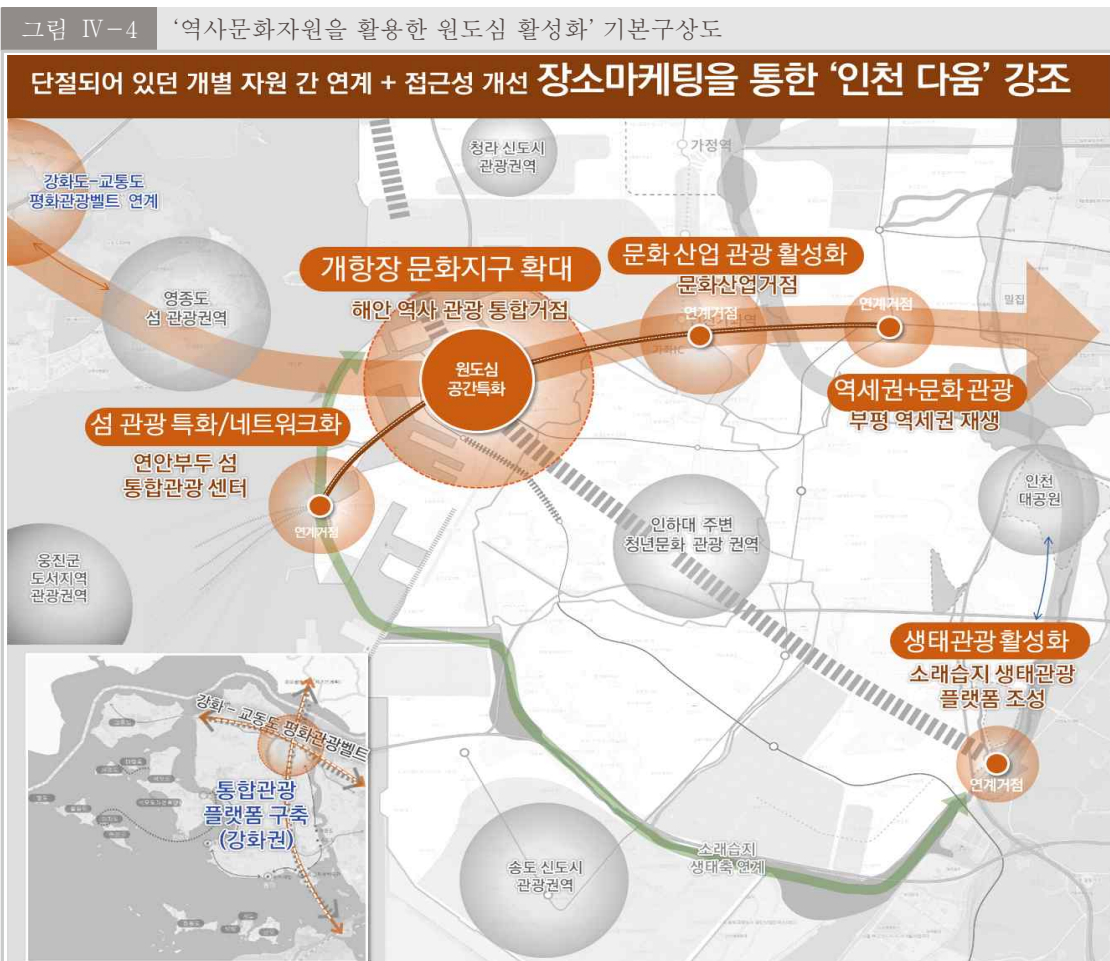 그림 Ⅳ-4
‘역사문화자원을 활용한 원도심 활성화’ 기본구상도
단절되어 있던 개별 자원 간 연계 + 접근성 개선 장소마케팅을 통한 ‘인천 다움’ 강조
청라 신도시
관광권역
가정역
강화도-교통도
평화관광벨트 연계
개항장 문화지구 확대
해안 역사 관광 통합거점
문화 산업 관광 활성화
문화산업거점
영종도
섬 관광권역
연계거점
연계거점
밀집
원도심
공간특화
역세권+문화 관광
부평 역세권 재생
섬 관광 특화/네트워크화
연안부두 섬
통합관광 센터
연계거점
인천
대공원
인하대 주변
청년문화 관광 권역
웅진군
도서지역
관광권역
생태관광 활성화
소래습지 생태관광
플랫폼 조성
연계거점
강화 - 교동도 평화관광벨트
통합관광
플랫폼 구축
(강화권)
소래습지
생태축 연계
송도 신도시
관광권역